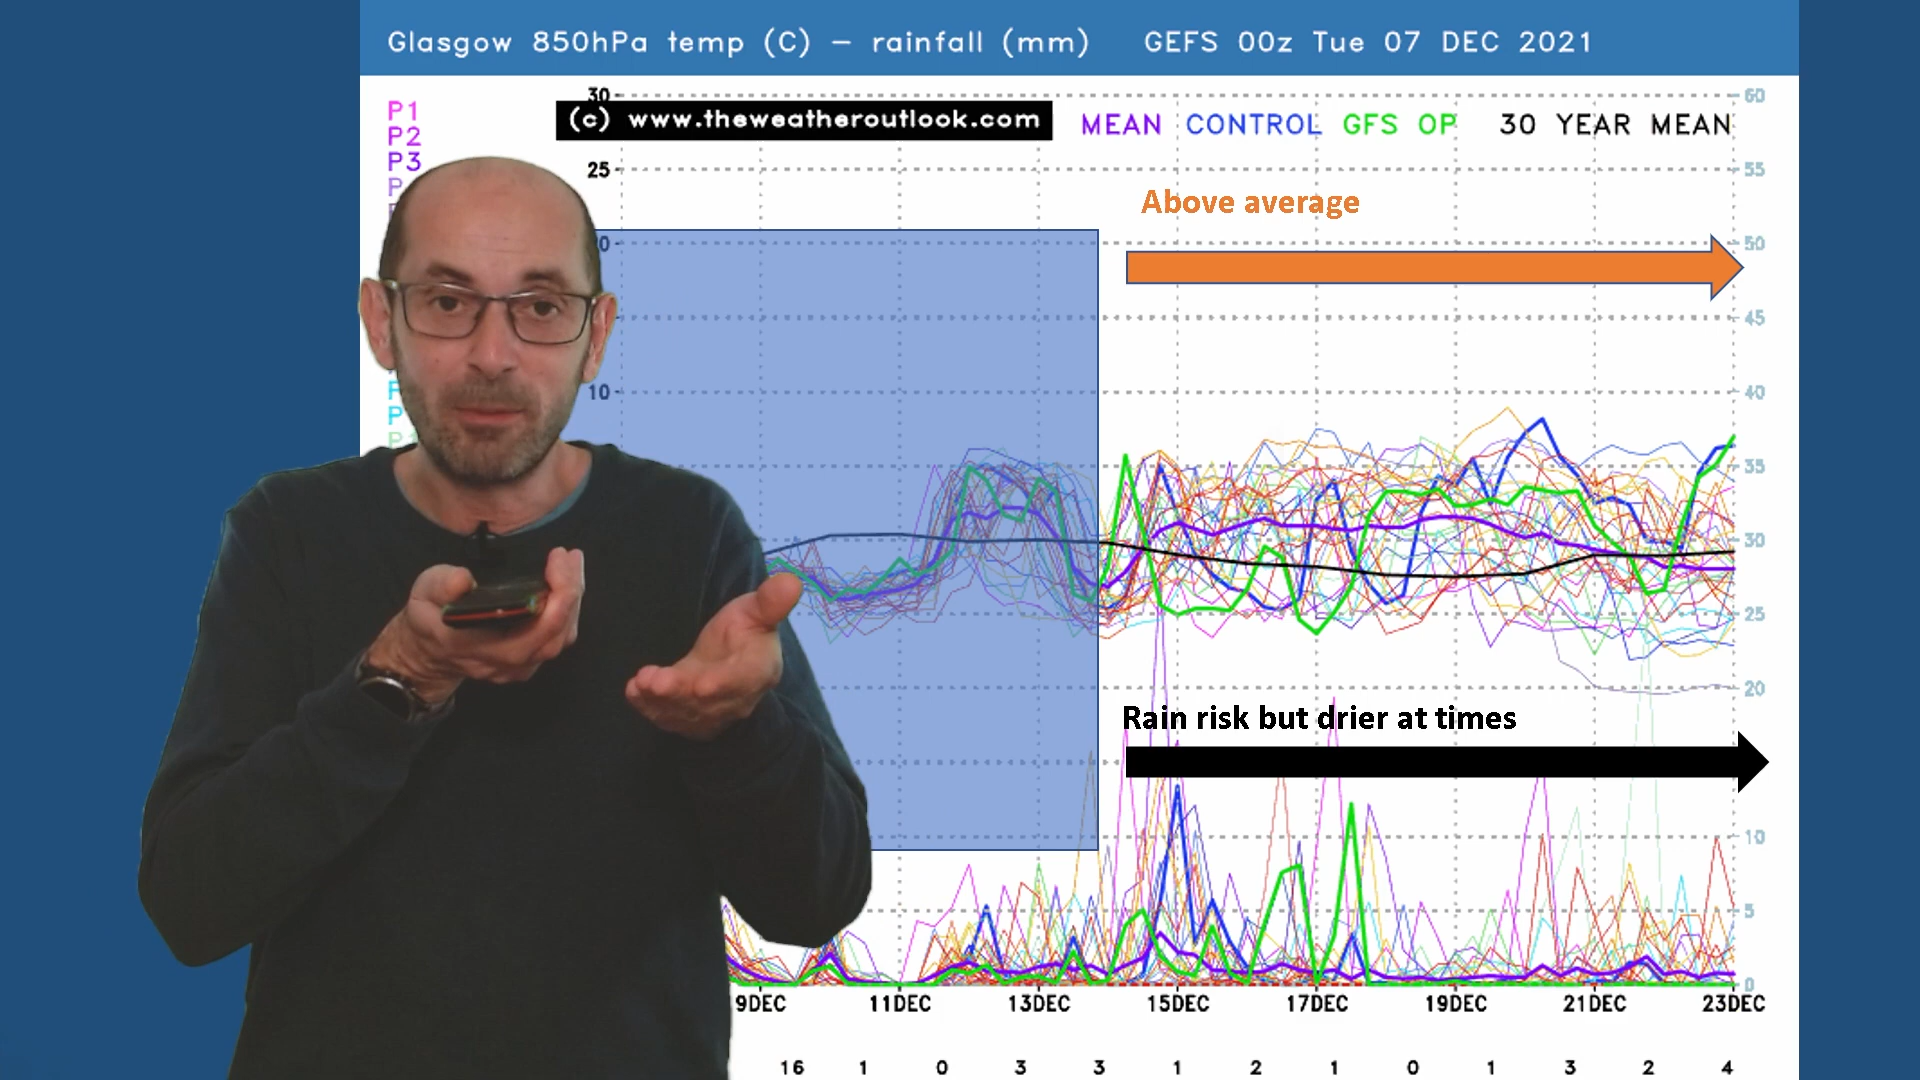 Glasgow 850hPa temp (C) – rainfall (mm) GEFS 00z Tue 07 DEC 2021
P1
P2
P3
(c) www.theweatheroutlook.com
MEAN CONTROL GFS OP 30 YEAR MEAN
30
25
10
60
55
50
45
40
35
30
25
20
10
5
0
Above average
Rain risk but drier at times
9DEC 11DEC 13DEC 15DEC 17DEC 19DEC 21DEC 23DEC
16 1 0 3 3 1 2 1 0 1 3 2 4